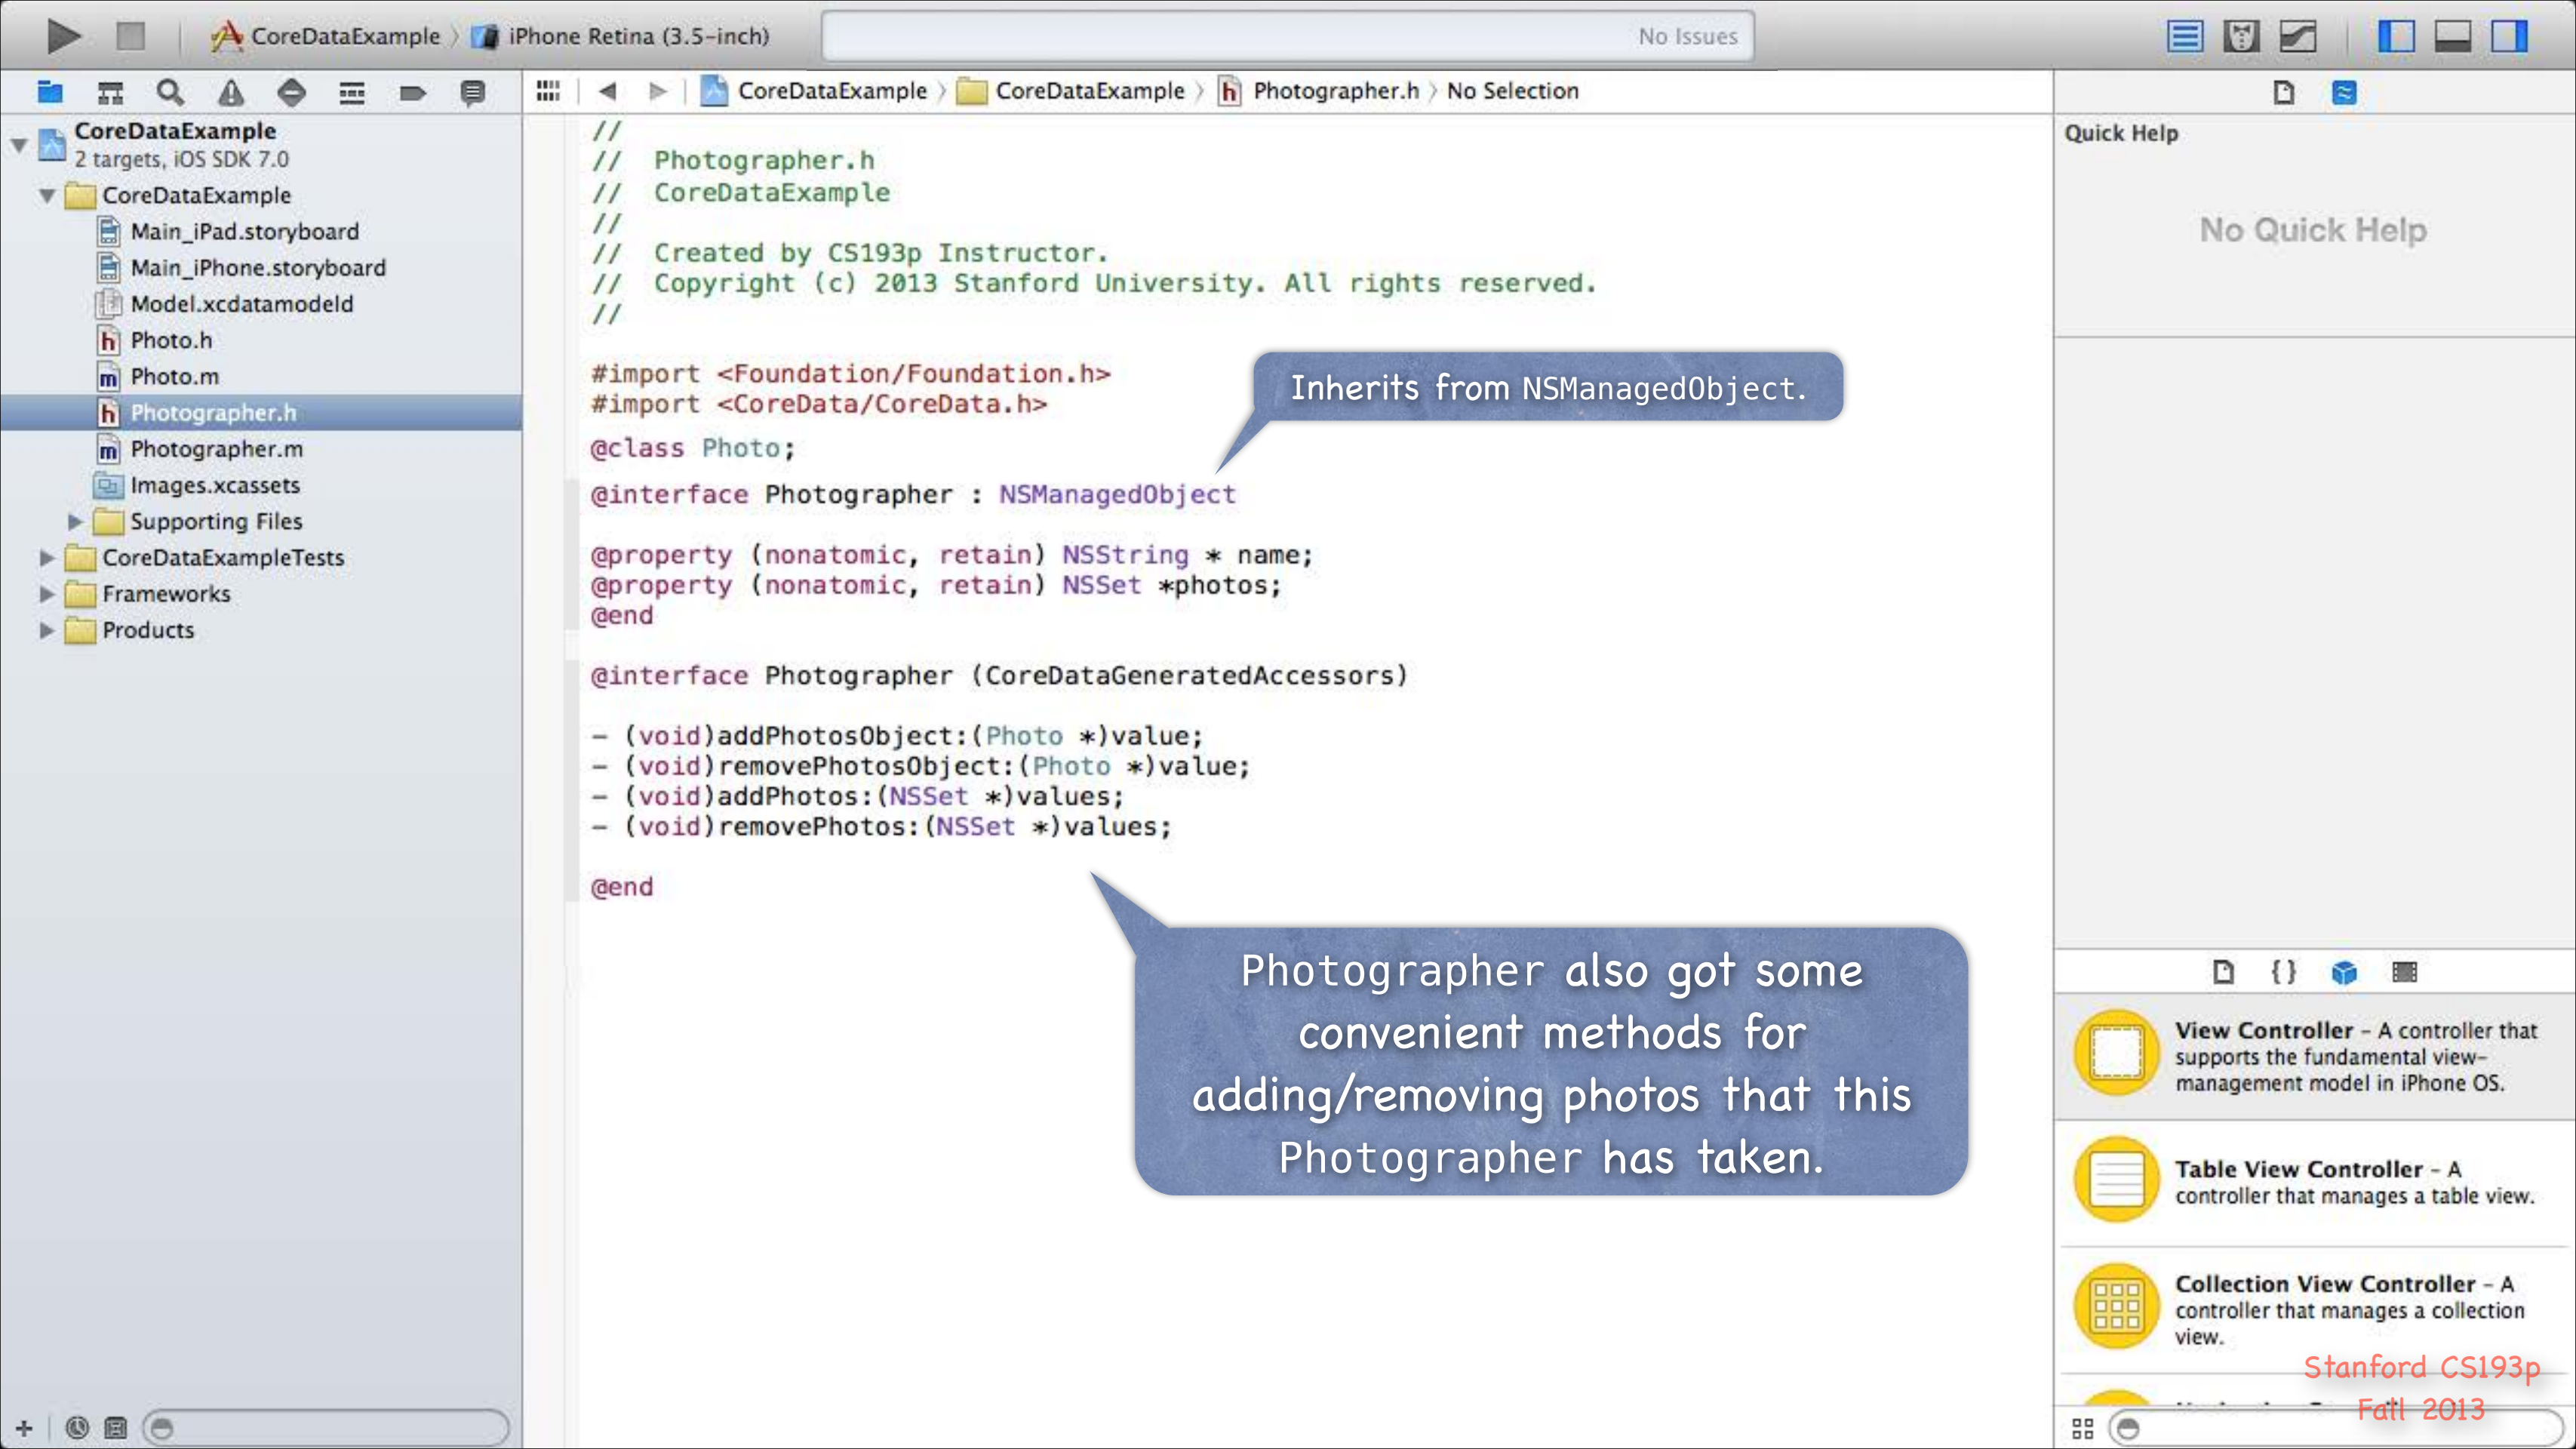 CoreDataExample 〉 iPhone Retina (3.5-inch)
No Issues
CoreDataExample 〉 CoreDataExample 〉 h Photographer.h 〉 No Selection
CoreDataExample
2 targets, iOS SDK 7.0
CoreDataExample
Main_iPad.storyboard
Main_iPhone.storyboard
Model.xcdatamodeld
h Photo.h
m Photo.m
h Photographer.h
m Photographer.m
Images.xcassets
Supporting Files
CoreDataExampleTests
Frameworks
Products
//
//  Photographer.h
//  CoreDataExample
//
//  Created by CS193p Instructor.
//  Copyright (c) 2013 Stanford University. All rights reserved.
//
#import <Foundation/Foundation.h>
#import <CoreData/CoreData.h>
@class Photo;
@interface Photographer : NSManagedObject
@property (nonatomic, retain) NSString * name;
@property (nonatomic, retain) NSSet *photos;
@end
@interface Photographer (CoreDataGeneratedAccessors)
- (void)addPhotosObject:(Photo *)value;
- (void)removePhotosObject:(Photo *)value;
- (void)addPhotos:(NSSet *)values;
- (void)removePhotos:(NSSet *)values;
@end
Inherits from NSManagedObject.
Photographer also got some
convenient methods for
adding/removing photos that this
Photographer has taken.
Quick Help
No Quick Help
{ }
View Controller - A controller that
supports the fundamental view-
management model in iPhone OS.
Table View Controller - A
controller that manages a table view.
Collection View Controller - A
controller that manages a collection
view.
Stanford CS193p
Fall 2013